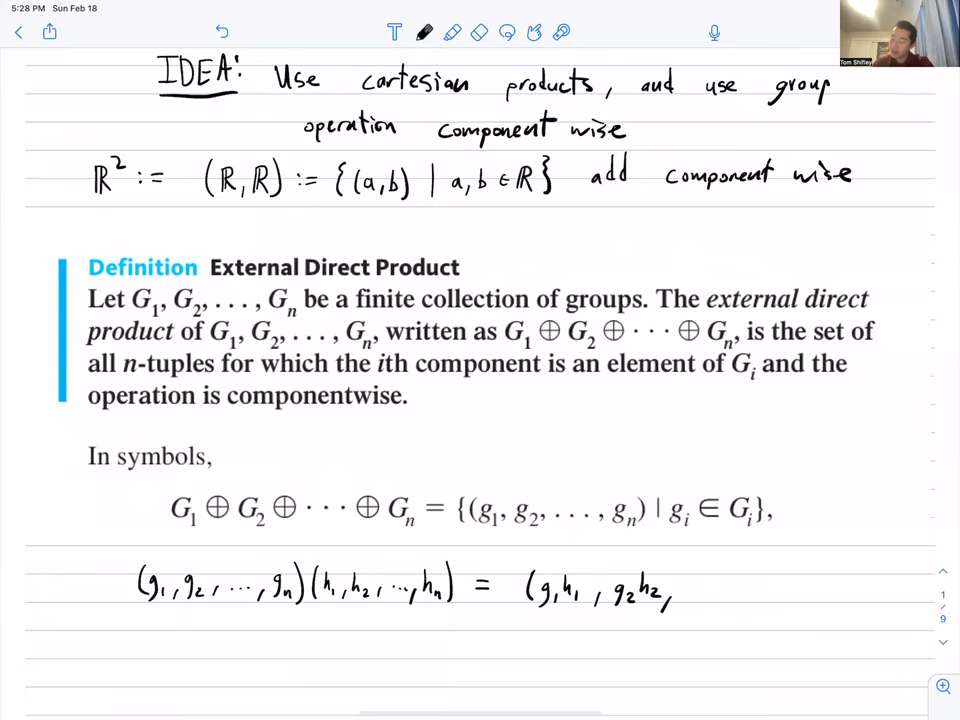 5:28 PM Sun Feb 18
Tom Shifley
IDEA: Use cartesian products, and use group
operation component wise
ℝ² := (ℝ, ℝ) := {(a,b) | a, b ∈ ℝ} add component wise
Definition External Direct Product
Let G₁, G₂, . . . , Gₙ be a finite collection of groups. The external direct
product of G₁, G₂, . . . , Gₙ, written as G₁ ⊕ G₂ ⊕ · · · ⊕ Gₙ, is the set of
all n-tuples for which the ith component is an element of Gᵢ and the
operation is componentwise.
In symbols,
G₁ ⊕ G₂ ⊕ · · · ⊕ Gₙ = {(g₁, g₂, . . . , gₙ) | gᵢ ∈ Gᵢ},
(g₁, g₂, ..., gₙ)(h₁, h₂, ..., hₙ) = (g₁h₁, g₂h₂,
1
/
9